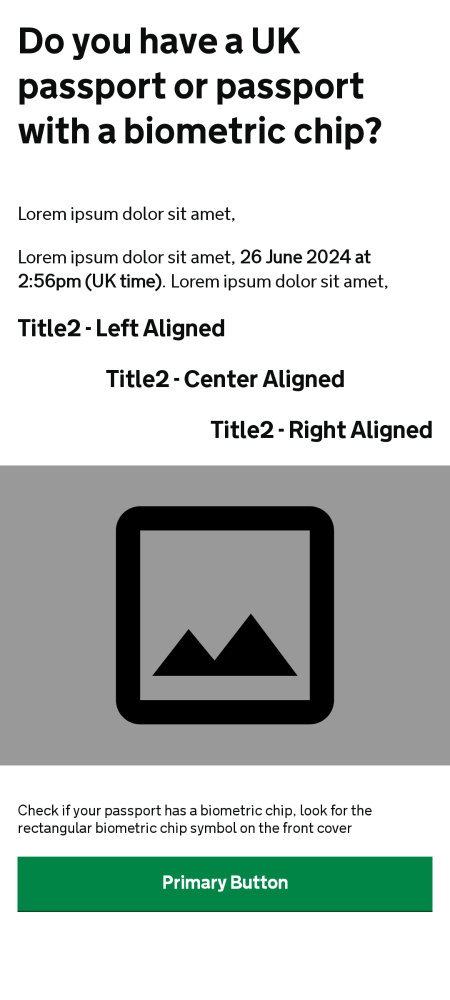 Do you have a UK
passport or passport
with a biometric chip?
Lorem ipsum dolor sit amet,
Lorem ipsum dolor sit amet, 26 June 2024 at
2:56pm (UK time). Lorem ipsum dolor sit amet,
Title2 - Left Aligned
Title2 - Center Aligned
Title2 - Right Aligned
Check if your passport has a biometric chip, look for the
rectangular biometric chip symbol on the front cover
Primary Button